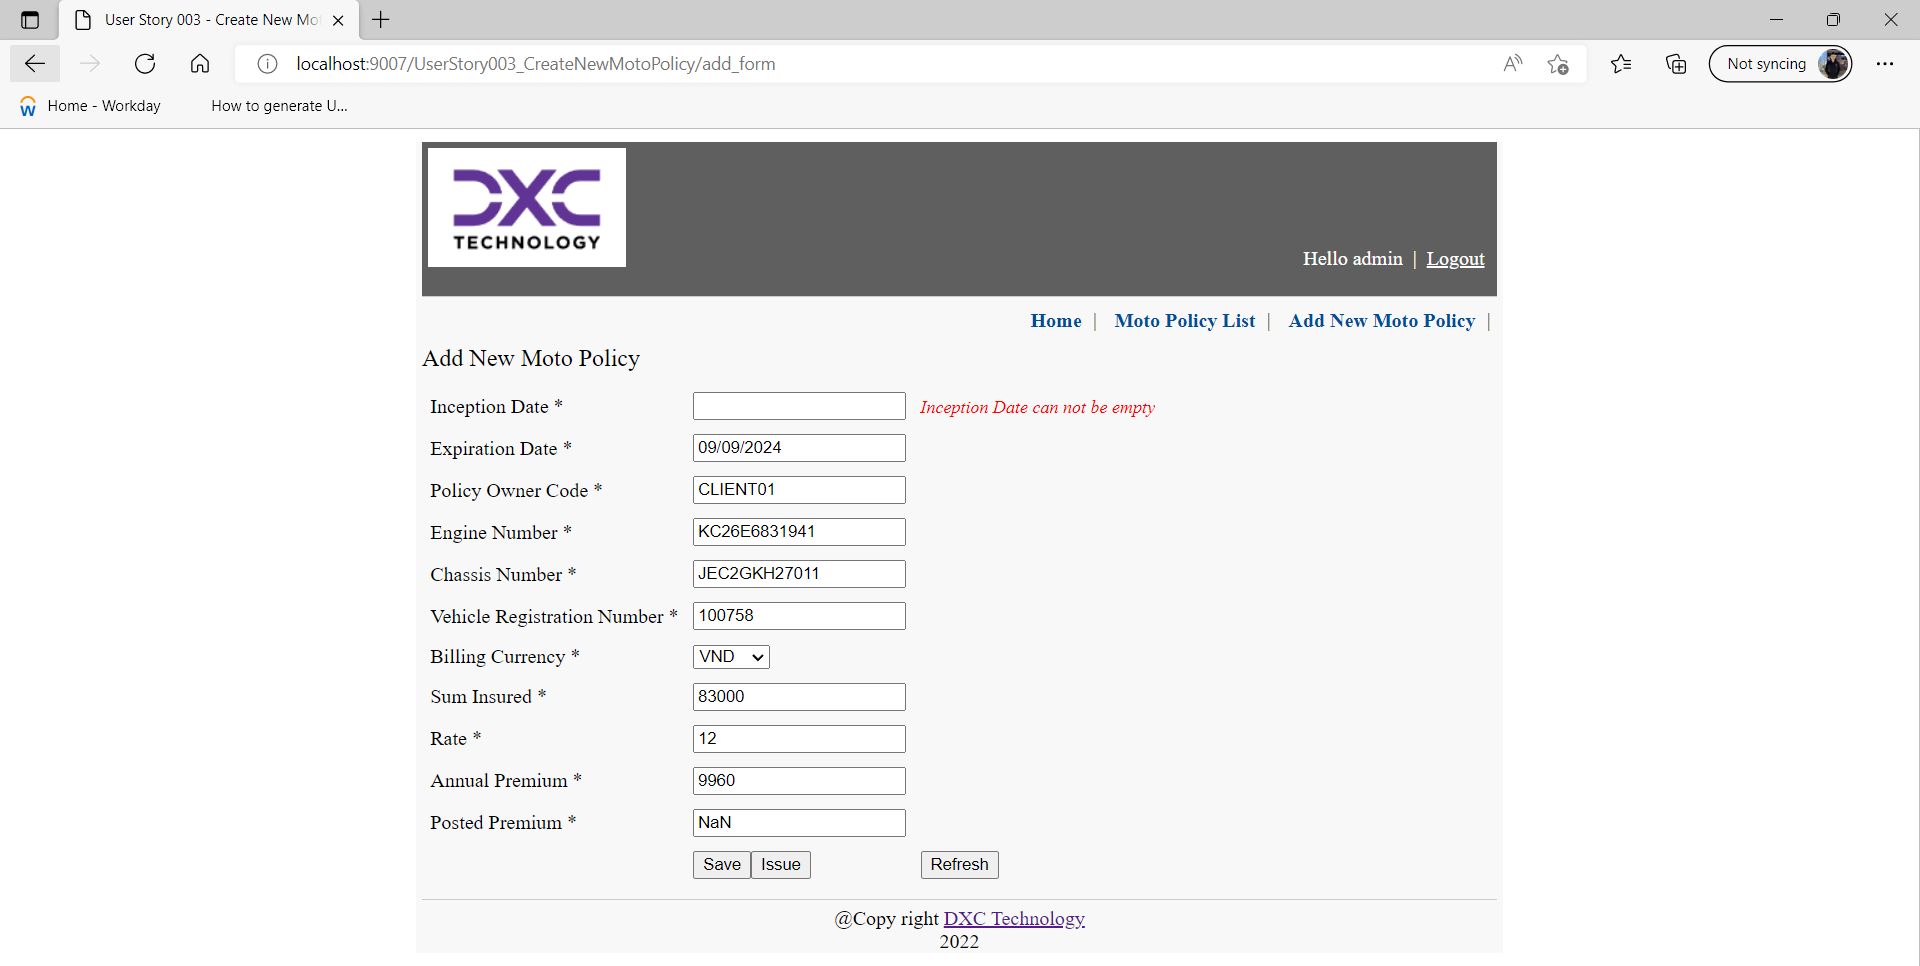 User Story 003 - Create New Mo
localhost:9007/UserStory003_CreateNewMotoPolicy/add_form
Not syncing
Home - Workday
How to generate U...
DXC
TECHNOLOGY
Hello admin | Logout
Home | Moto Policy List | Add New Moto Policy |
Add New Moto Policy
Inception Date * Inception Date can not be empty
Expiration Date * 09/09/2024
Policy Owner Code * CLIENT01
Engine Number * KC26E6831941
Chassis Number * JEC2GKH27011
Vehicle Registration Number * 100758
Billing Currency * VND
Sum Insured * 83000
Rate * 12
Annual Premium * 9960
Posted Premium * NaN
Save Issue Refresh
@Copy right DXC Technology
2022